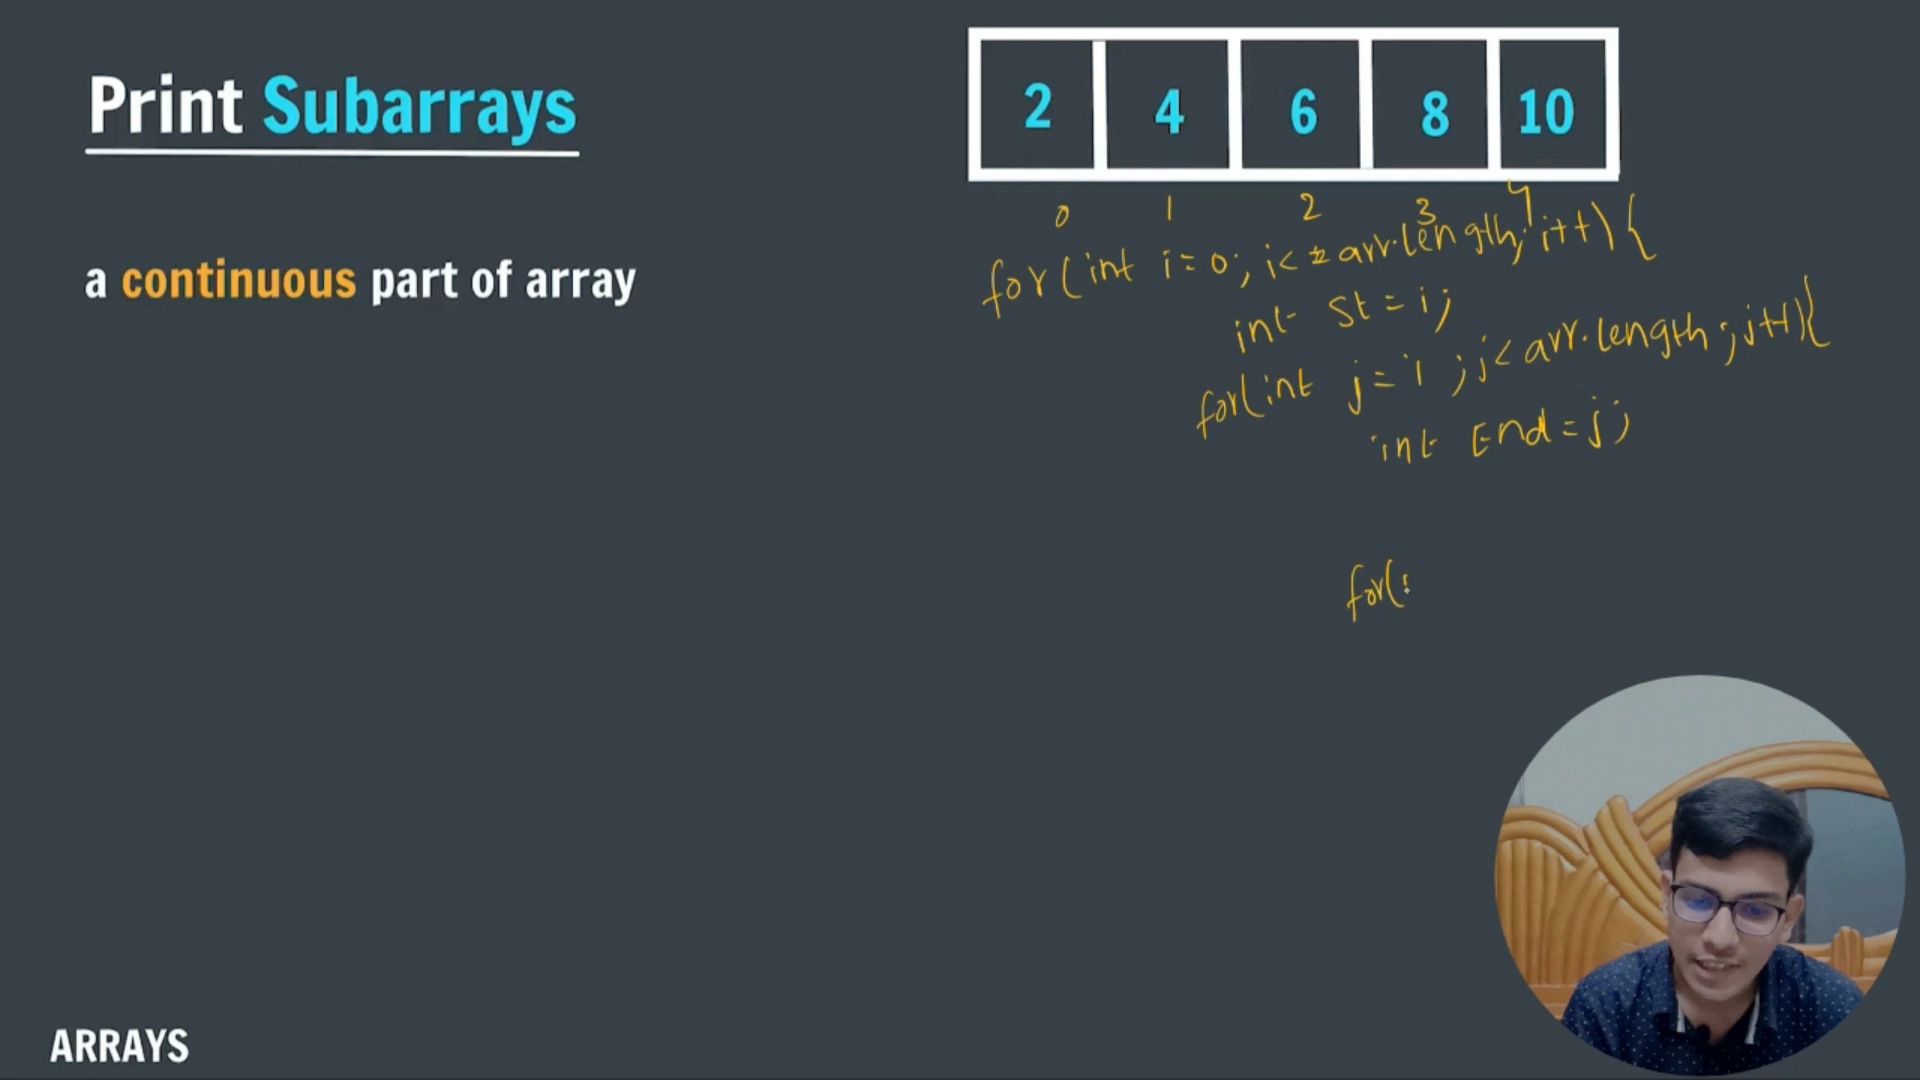 Print Subarrays
a continuous part of array
2 4 6 8 10
0 1 2 3 4
for(int i=0; i< arr.length; i++){
int st = i;
for(int j=i ; j< arr.length ; j++){
int End = j;
for(
ARRAYS